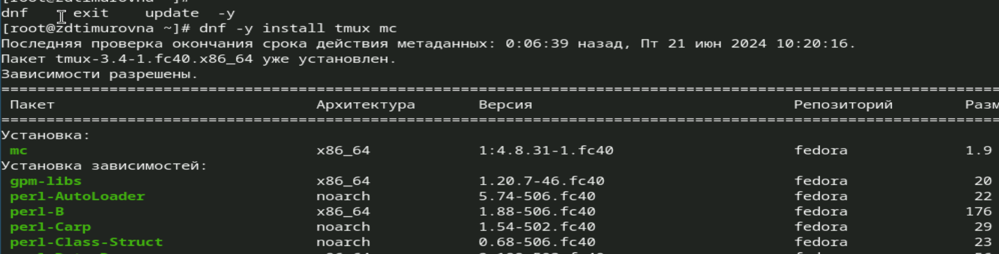 [root@zdtimurovna ~]#
dnf exit update -y
[root@zdtimurovna ~]# dnf -y install tmux mc
Последняя проверка окончания срока действия метаданных: 0:06:39 назад, Пт 21 июн 2024 10:20:16.
Пакет tmux-3.4-1.fc40.x86_64 уже установлен.
Зависимости разрешены.
Пакет Архитектура Версия Репозиторий Разм
Установка:
mc x86_64 1:4.8.31-1.fc40 fedora 1.9
Установка зависимостей:
gpm-libs x86_64 1.20.7-46.fc40 fedora 20
perl-AutoLoader noarch 5.74-506.fc40 fedora 22
perl-B x86_64 1.88-506.fc40 fedora 176
perl-Carp noarch 1.54-502.fc40 fedora 29
perl-Class-Struct noarch 0.68-506.fc40 fedora 23